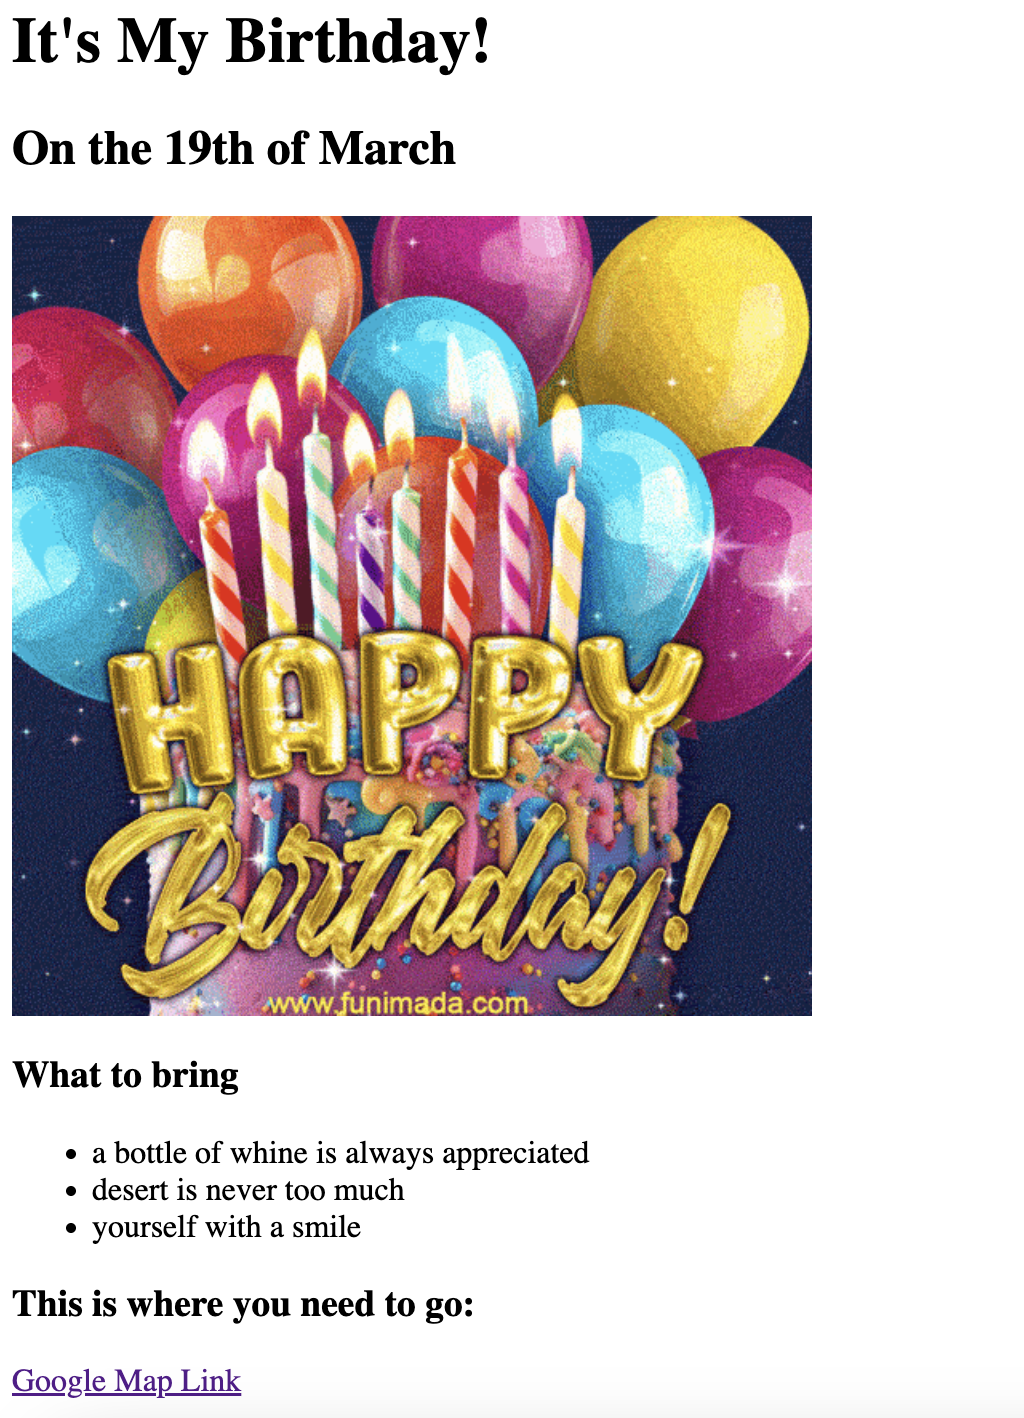 It's My Birthday!
On the 19th of March
HAPPY
Birthday!
www.funimada.com
What to bring
a bottle of whine is always appreciated
desert is never too much
yourself with a smile
This is where you need to go:
Google Map Link